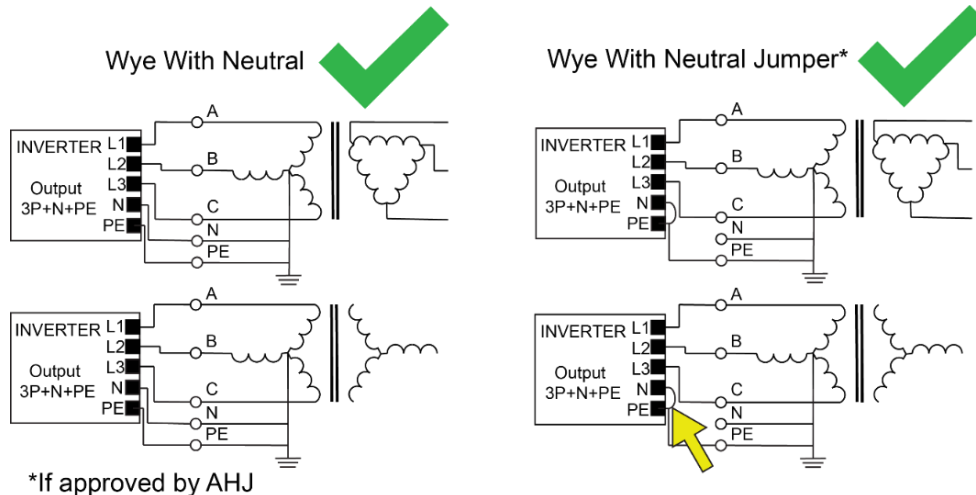 Wye With Neutral
A
INVERTER L1
L2
B
Output
3P+N+PE
L3
C
N
N
PE
PE
Wye With Neutral Jumper*
A
INVERTER L1
L2
B
Output
3P+N+PE
L3
C
N
N
PE
PE
A
INVERTER L1
L2
B
Output
3P+N+PE
L3
C
N
N
PE
PE
A
INVERTER L1
L2
B
Output
3P+N+PE
L3
C
N
N
PE
PE
*If approved by AHJ